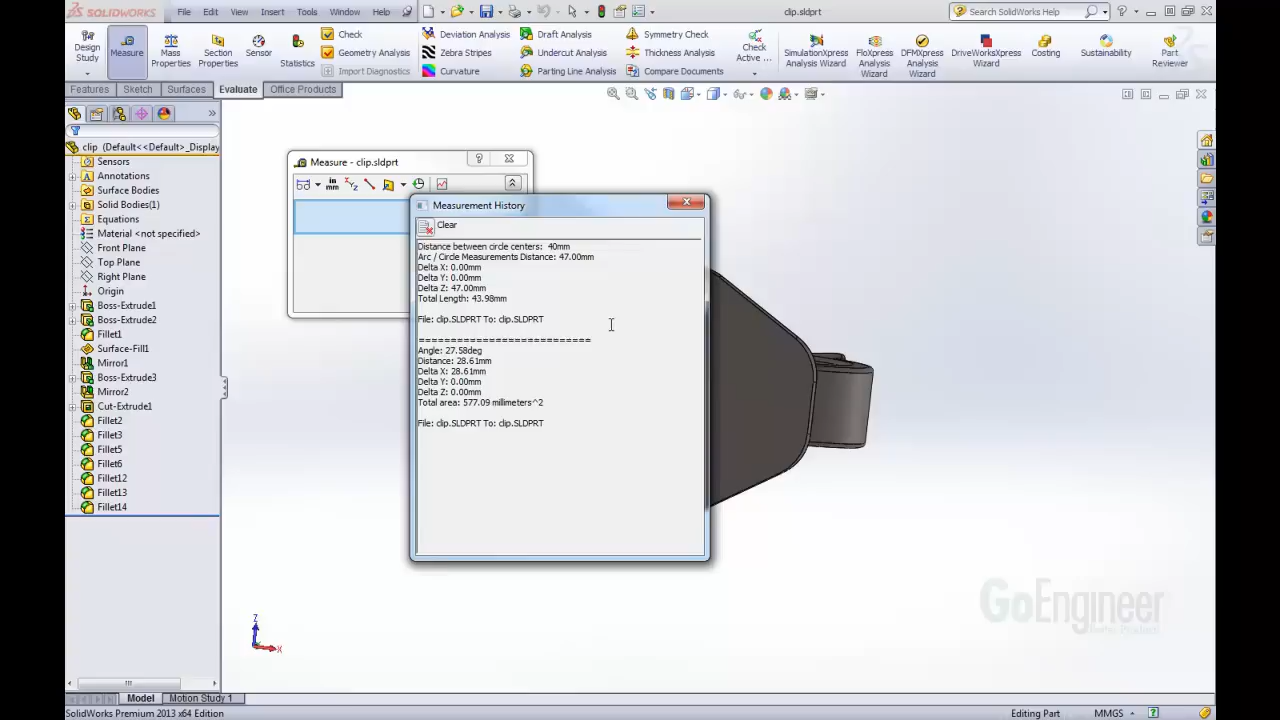 SOLIDWORKS File Edit View Insert Tools Window Help clip.sldprt Search SolidWorks Help
Design Study
Measure
Mass Properties
Section Properties
Sensor
Statistics
Check
Geometry Analysis
Import Diagnostics
Deviation Analysis
Zebra Stripes
Curvature
Draft Analysis
Undercut Analysis
Parting Line Analysis
Symmetry Check
Thickness Analysis
Compare Documents
Check Active ...
SimulationXpress Analysis Wizard
FloXpress Analysis Wizard
DFMXpress Analysis Wizard
DriveWorksXpress Wizard
Costing
Sustainability
Part Reviewer
Features Sketch Surfaces Evaluate Office Products
clip (Default<<Default>_Display
Sensors
Annotations
Surface Bodies
Solid Bodies(1)
Equations
Material <not specified>
Front Plane
Top Plane
Right Plane
Origin
Boss-Extrude1
Boss-Extrude2
Fillet1
Surface-Fill1
Mirror1
Boss-Extrude3
Mirror2
Cut-Extrude1
Fillet2
Fillet3
Fillet5
Fillet6
Fillet12
Fillet13
Fillet14
Measure - clip.sldprt
in
mm
Measurement History
Clear
Distance between circle centers: 40mm
Arc / Circle Measurements Distance: 47.00mm
Delta X: 0.00mm
Delta Y: 0.00mm
Delta Z: 47.00mm
Total Length: 43.98mm
File: clip.SLDPRT To: clip.SLDPRT
===========================
Angle: 27.58deg
Distance: 28.61mm
Delta X: 28.61mm
Delta Y: 0.00mm
Delta Z: 0.00mm
Total area: 577.09 millimeters^2
File: clip.SLDPRT To: clip.SLDPRT
Z
X
GoEngineer
Model Motion Study 1
SolidWorks Premium 2013 x64 Edition Editing Part MMGS